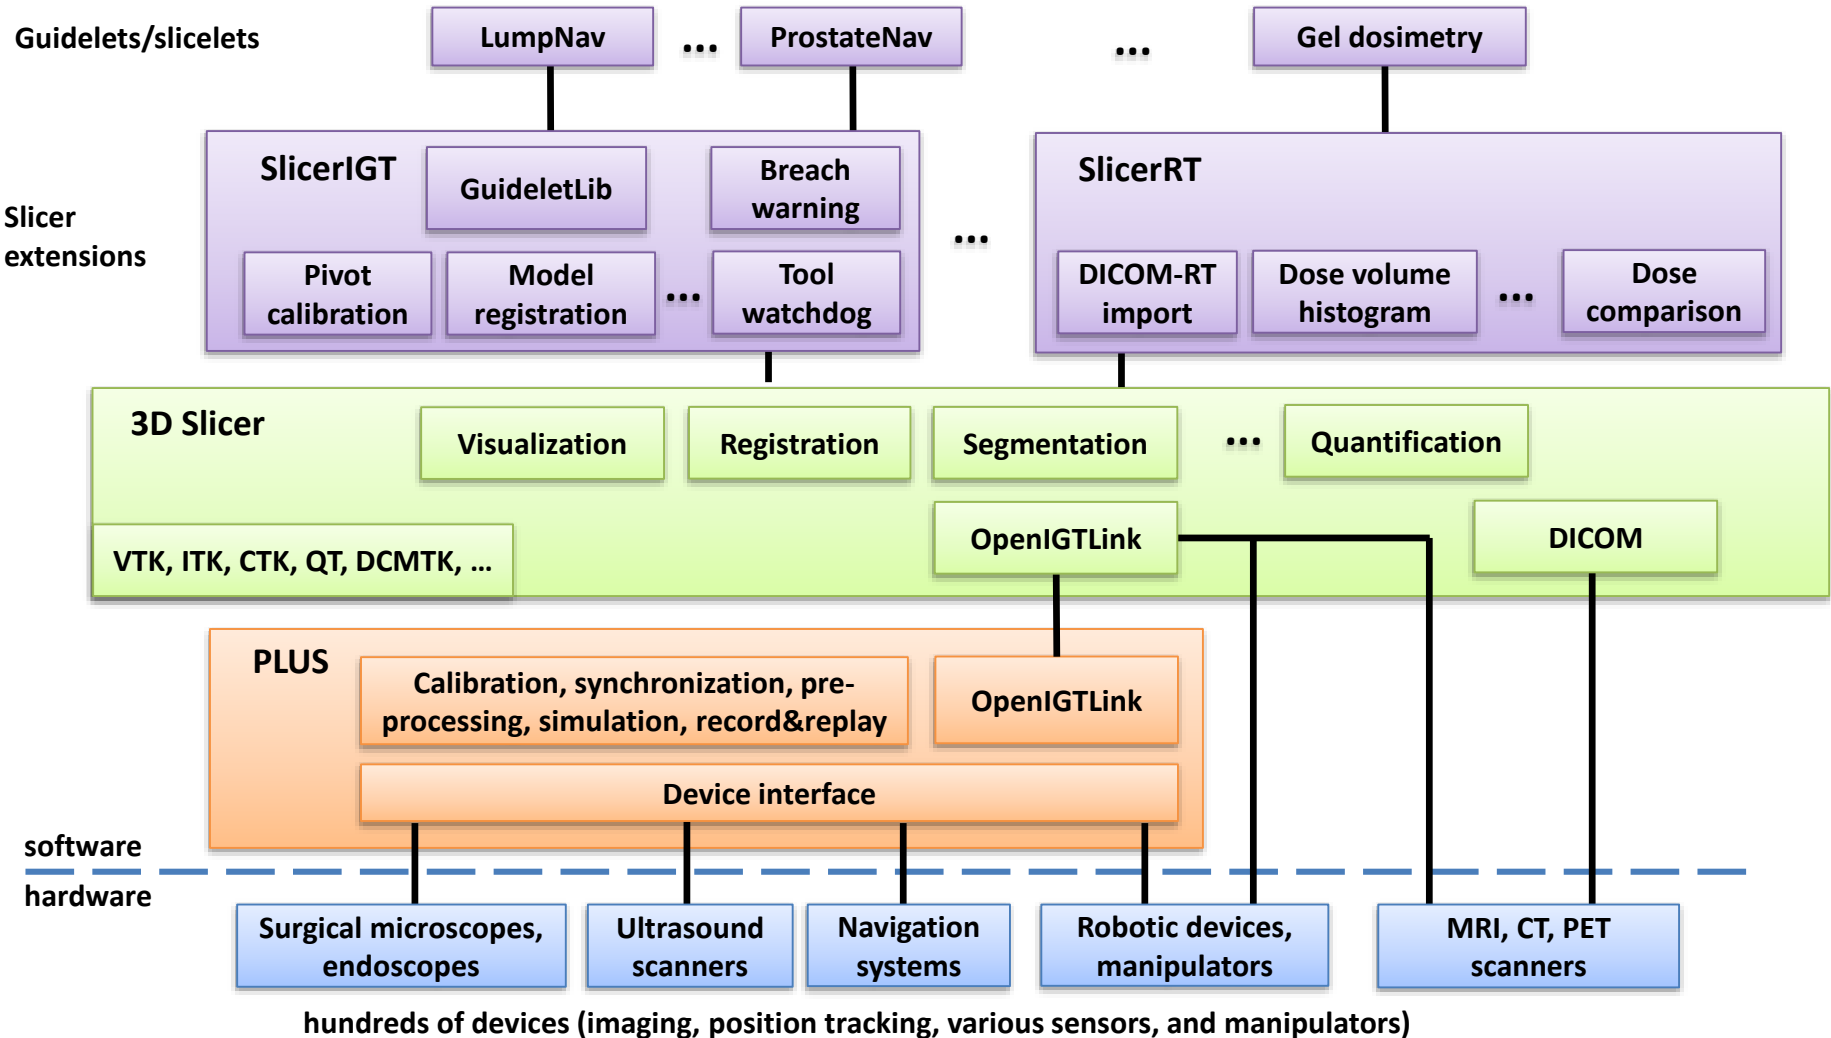 Guidelets/slicelets
LumpNav
...
ProstateNav
...
Gel dosimetry
Slicer
extensions
SlicerIGT
GuideletLib
Breach
warning
Pivot
calibration
Model
registration
...
Tool
watchdog
...
SlicerRT
DICOM-RT
import
Dose volume
histogram
...
Dose
comparison
3D Slicer
Visualization
Registration
Segmentation
...
Quantification
VTK, ITK, CTK, QT, DCMTK, ...
OpenIGTLink
DICOM
PLUS
Calibration, synchronization, pre-
processing, simulation, record&replay
OpenIGTLink
Device interface
software
hardware
Surgical microscopes,
endoscopes
Ultrasound
scanners
Navigation
systems
Robotic devices,
manipulators
MRI, CT, PET
scanners
hundreds of devices (imaging, position tracking, various sensors, and manipulators)